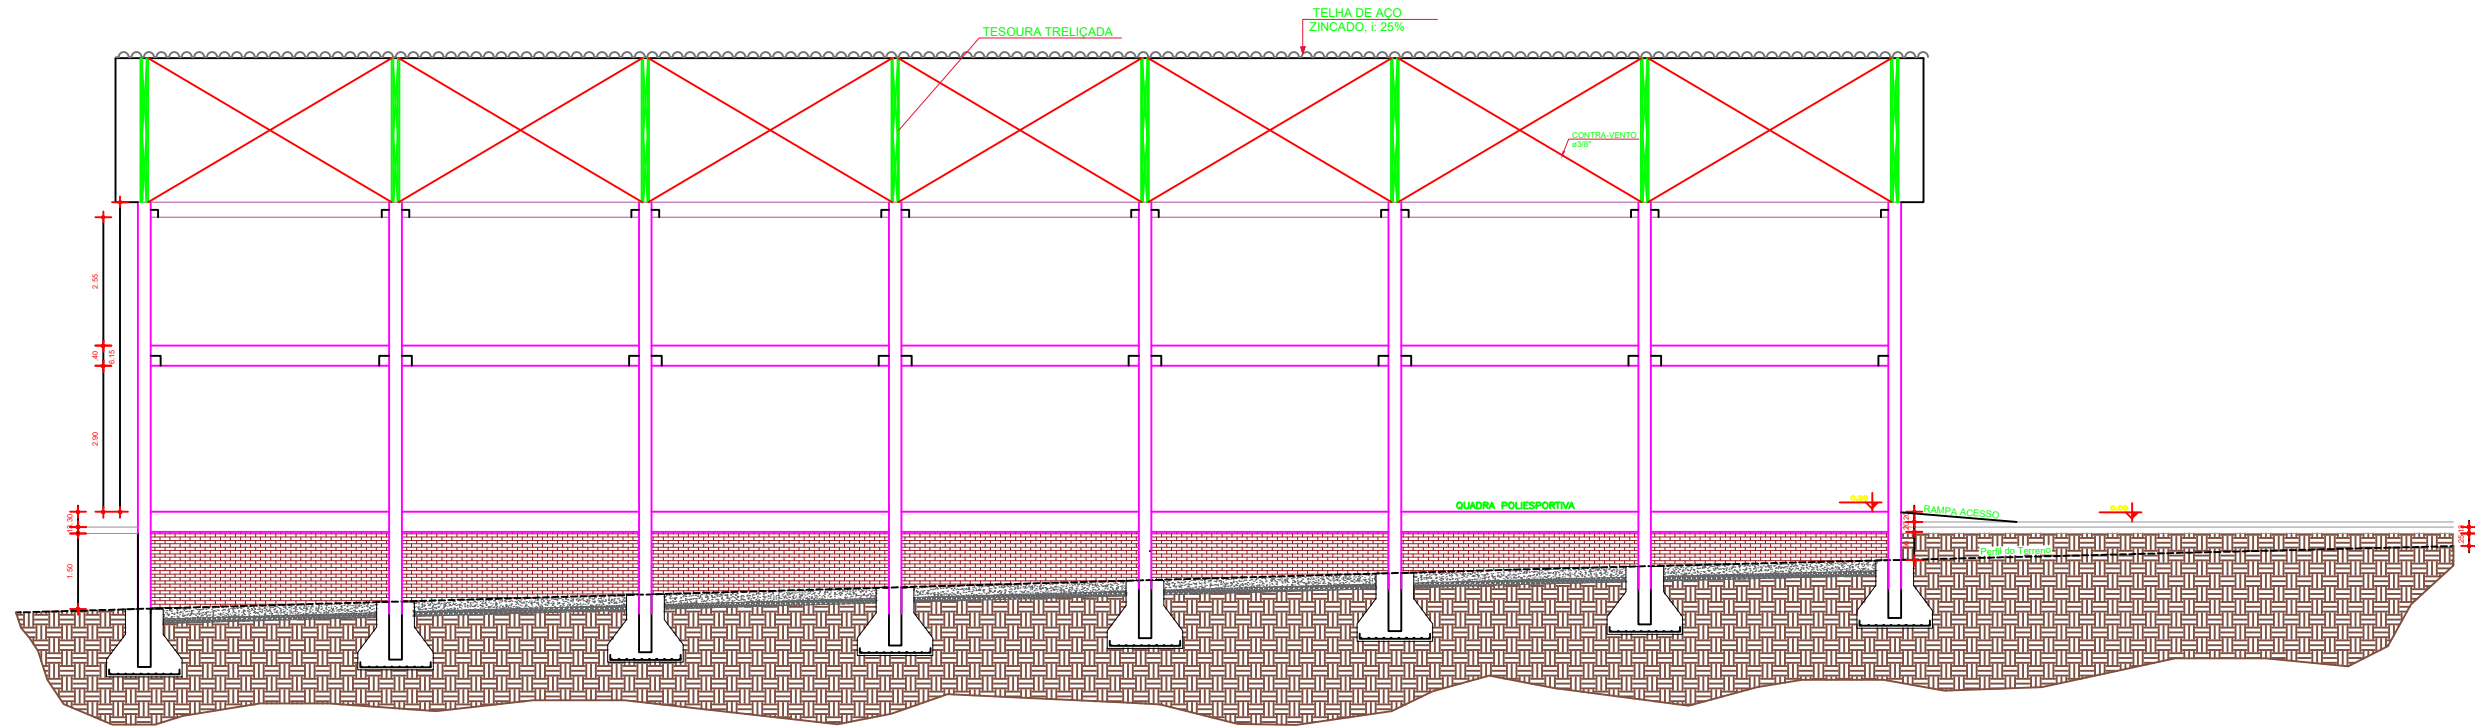 TELHA DE AÇO
ZINCADO, i: 25%
TESOURA TRELIÇADA
CONTRA-VENTO
ø3/8"
2.55
.40
6.15
2.90
.30
1.50
QUADRA POLIESPORTIVA
RAMPA ACESSO
Perfil do Terreno